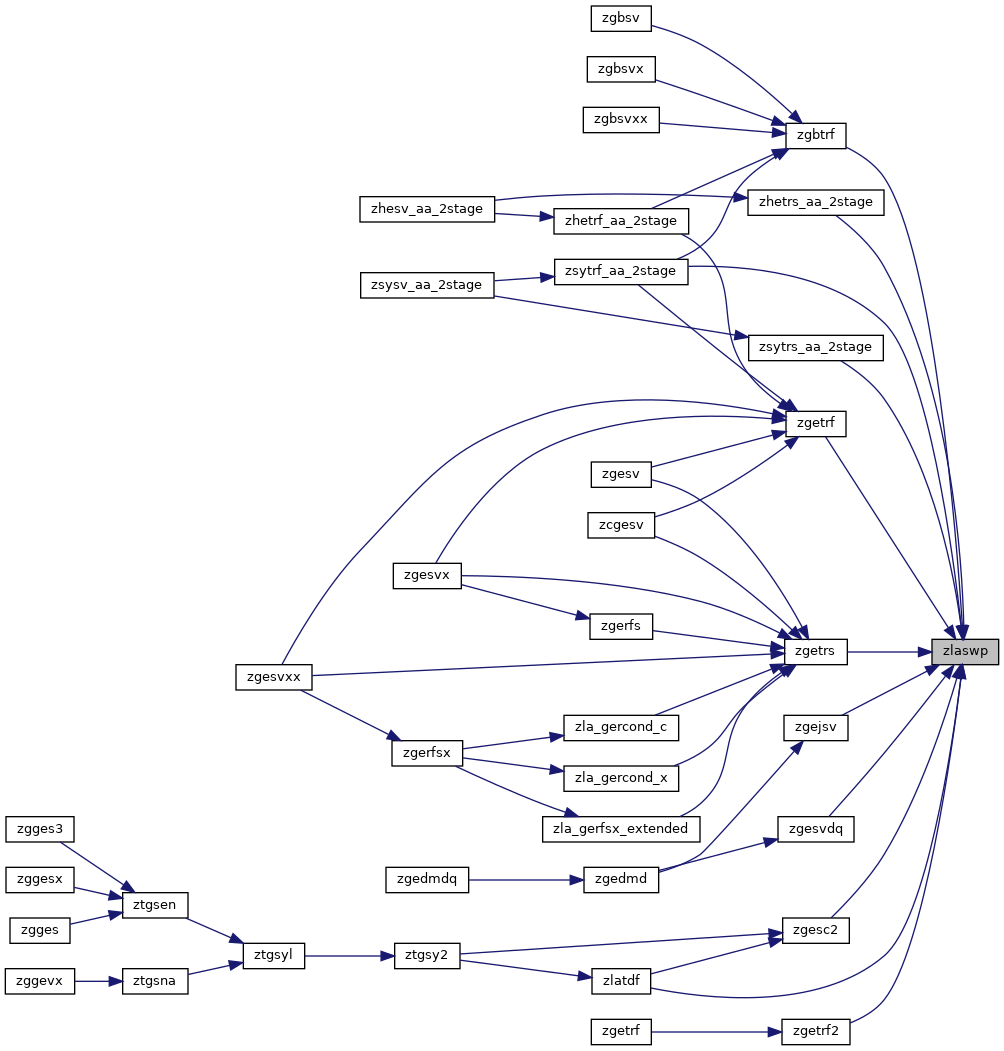 zgbsv
zgbsvx
zgbsvxx
zgbtrf
zhesv_aa_2stage
zhetrf_aa_2stage
zhetrs_aa_2stage
zsysv_aa_2stage
zsytrf_aa_2stage
zsytrs_aa_2stage
zgetrf
zgesv
zcgesv
zgesvx
zgerfs
zgetrs
zlaswp
zgesvxx
zla_gercond_c
zgejsv
zgerfsx
zla_gercond_x
zgges3
zla_gerfsx_extended
zgesvdq
zggesx
zgedmdq
zgedmd
ztgsen
zgges
zgesc2
ztgsyl
ztgsy2
zggevx
ztgsna
zlatdf
zgetrf
zgetrf2